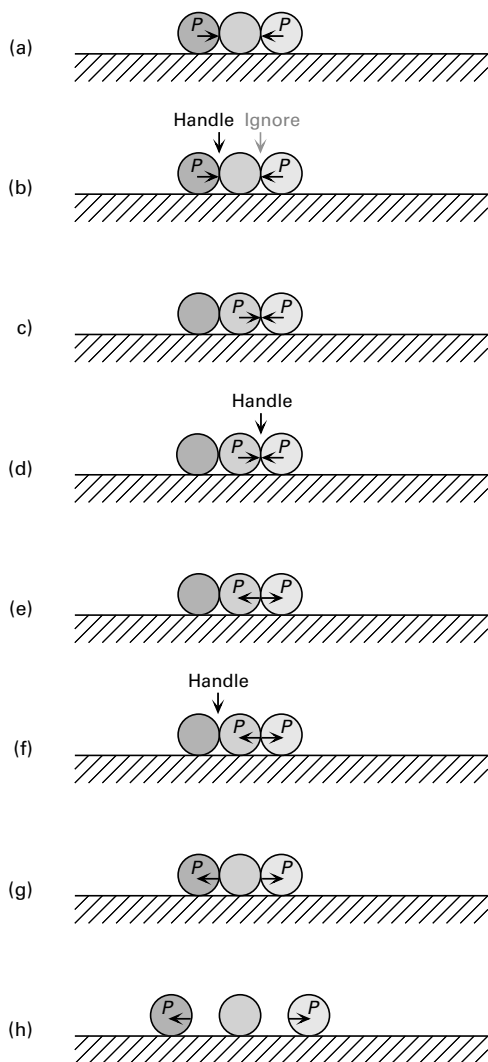 (a) P P
Handle Ignore
(b) P P
c) P P
Handle
(d) P P
(e) P P
Handle
(f) P P
(g) P P
(h) P P